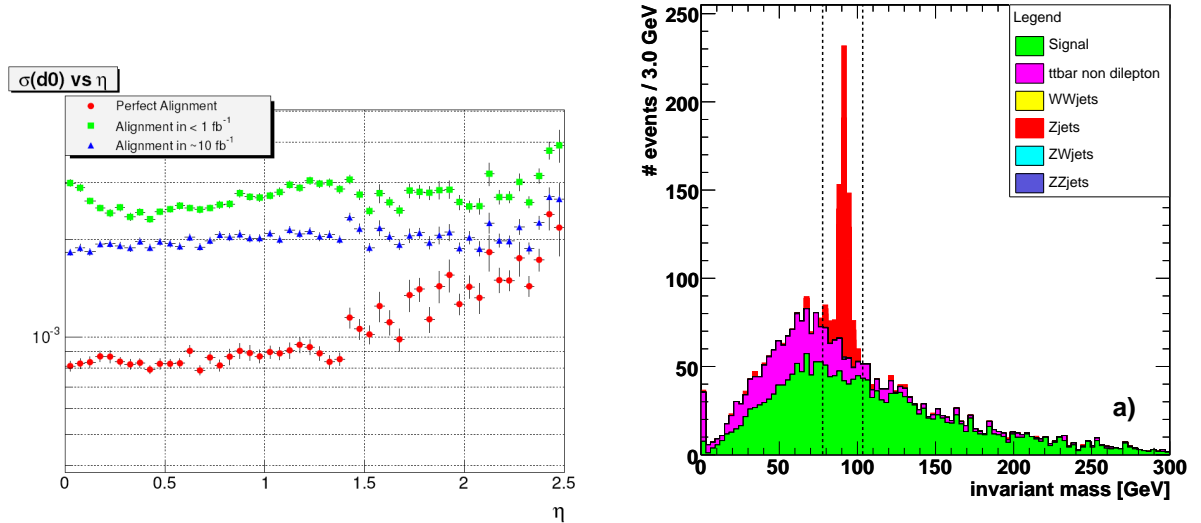 σ(d0) vs η
Perfect Alignment
Alignment in < 1 fb⁻¹
Alignment in ~10 fb⁻¹
10⁻³
0 0.5 1 1.5 2 2.5
η
# events / 3.0 GeV
250
200
150
100
50
0
Legend
Signal
ttbar non dilepton
WWjets
Zjets
ZWjets
ZZjets
a)
0 50 100 150 200 250 300
invariant mass [GeV]